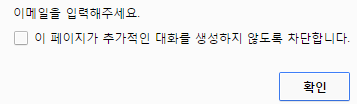 이메일을 입력해주세요.
이 페이지가 추가적인 대화를 생성하지 않도록 차단합니다.
확인